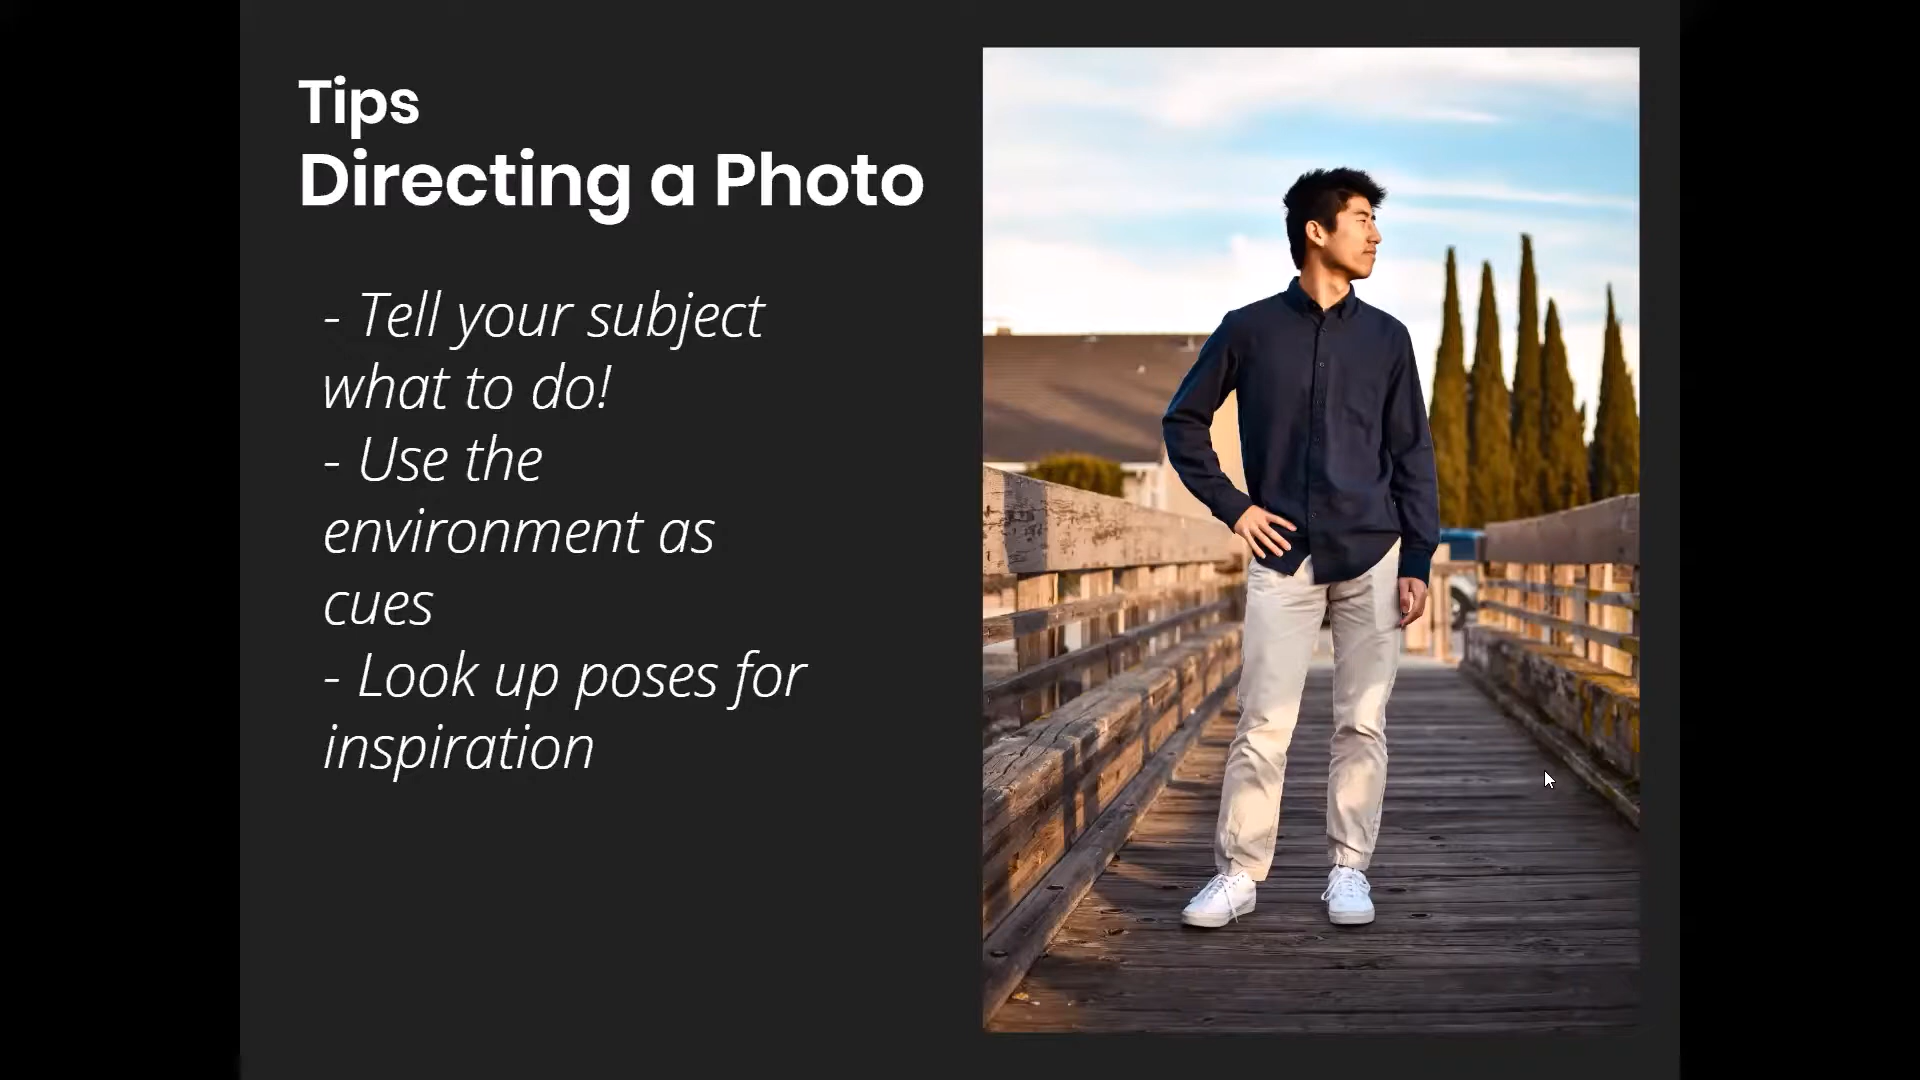 Tips
Directing a Photo
- Tell your subject
what to do!
- Use the
environment as
cues
- Look up poses for
inspiration